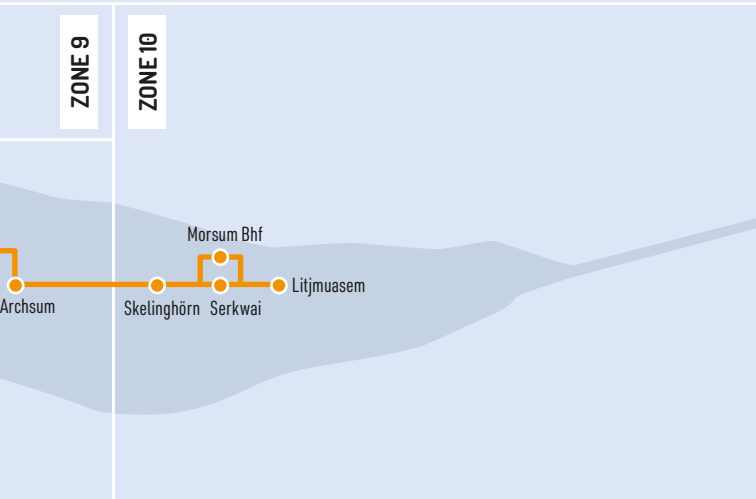 ZONE 9
ZONE 10
Morsum Bhf
Litjmuasem
Archsum
Skelinghörn
Serkwai